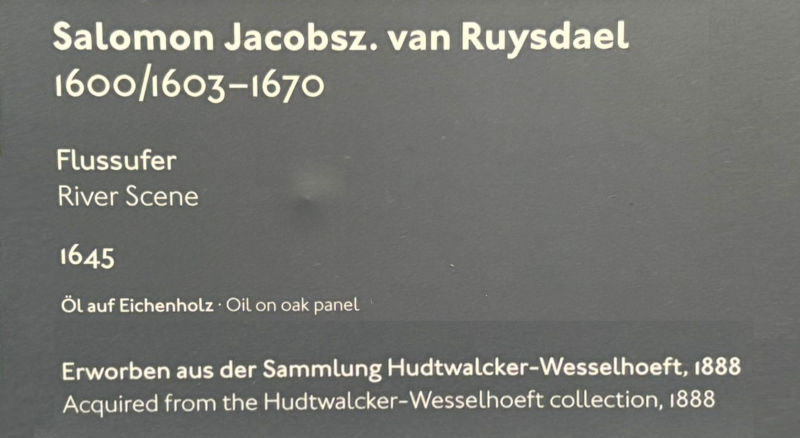 Salomon Jacobsz. van Ruysdael
1600/1603–1670
Flussufer
River Scene
1645
Öl auf Eichenholz · Oil on oak panel
Erworben aus der Sammlung Hudtwalcker-Wesselhoeft, 1888
Acquired from the Hudtwalcker-Wesselhoeft collection, 1888